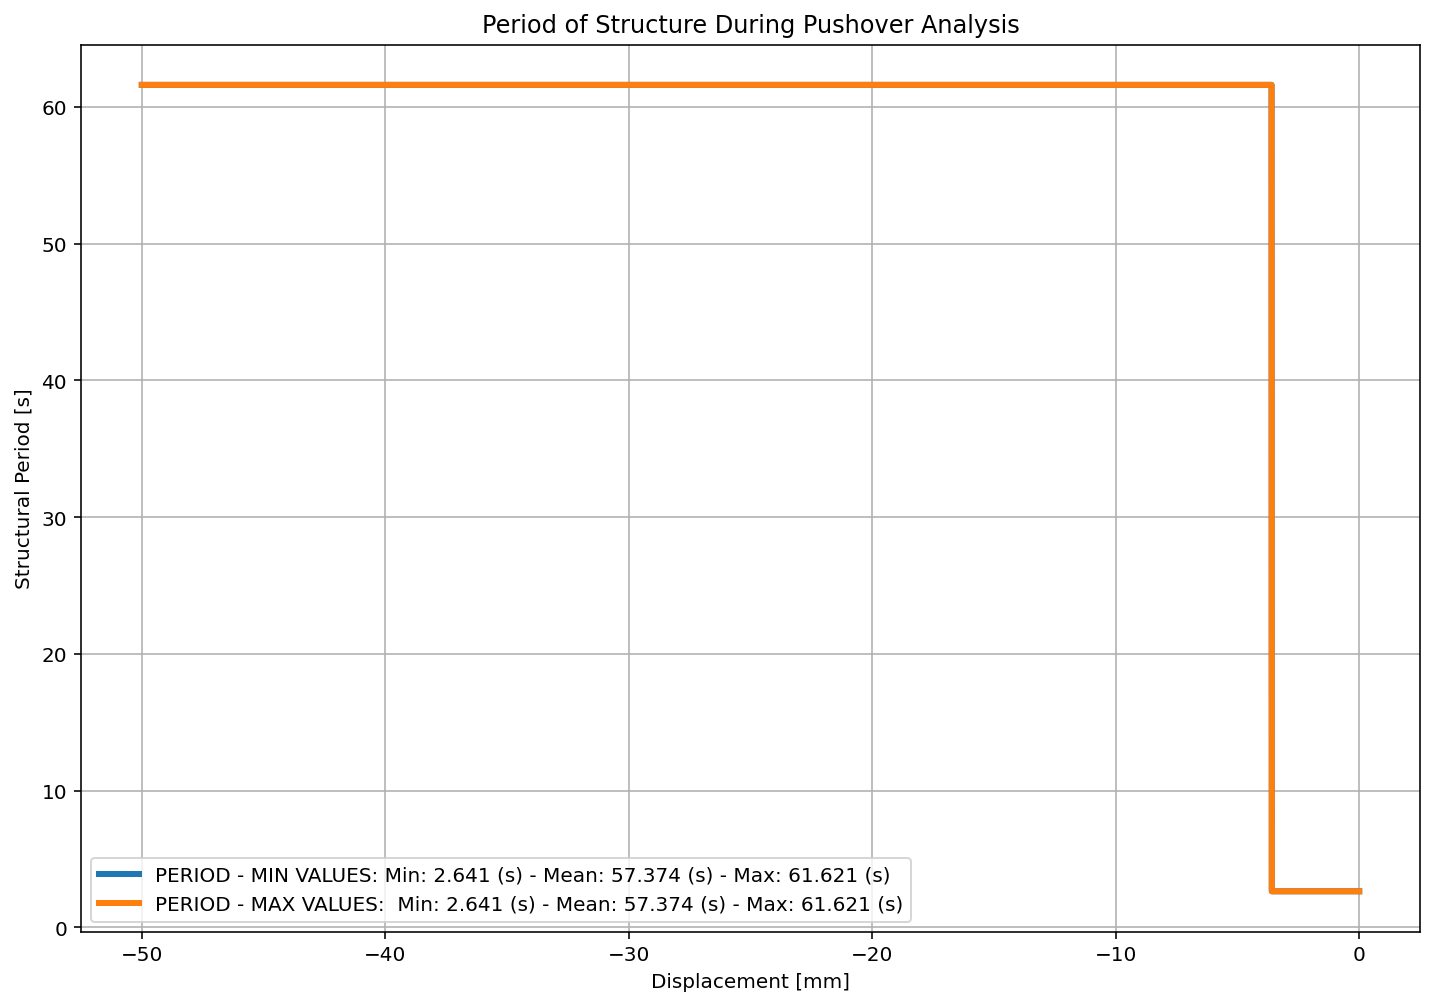 Period of Structure During Pushover Analysis
Structural Period [s]
60
50
40
30
20
10
0
PERIOD - MIN VALUES: Min: 2.641 (s) - Mean: 57.374 (s) - Max: 61.621 (s)
PERIOD - MAX VALUES:  Min: 2.641 (s) - Mean: 57.374 (s) - Max: 61.621 (s)
−50 −40 −30 −20 −10 0
Displacement [mm]